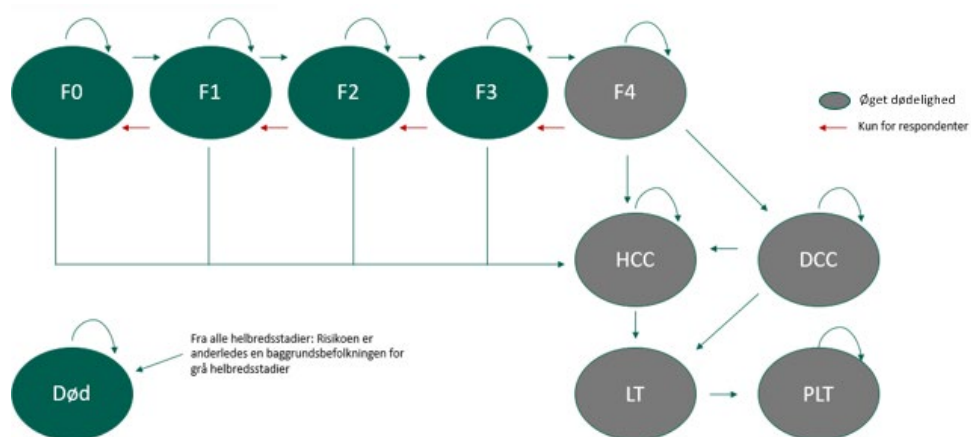 F0
F1
F2
F3
F4
Øget dødelighed
Kun for respondenter
HCC
DCC
Fra alle helbredsstadier: Risikoen er
anderledes en baggrundsbefolkningen for
grå helbredsstadier
Død
LT
PLT